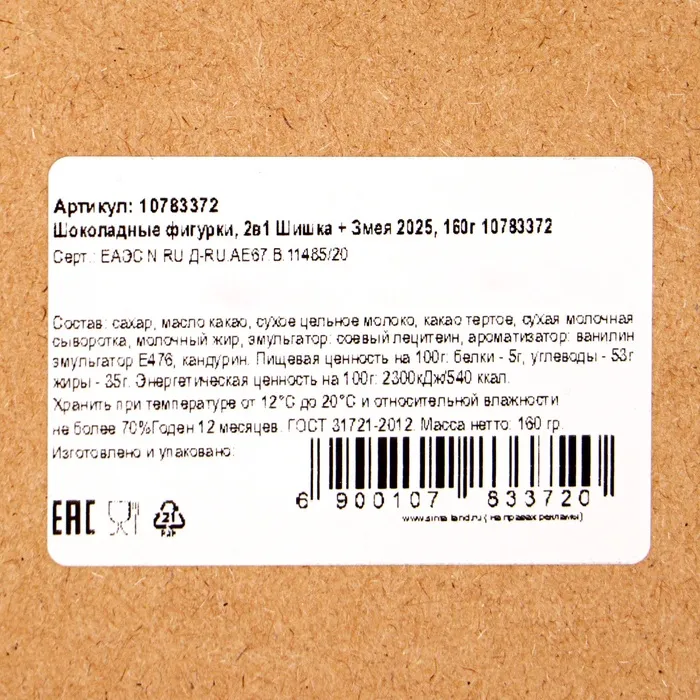 Артикул: 10783372
Шоколадные фигурки, 2в1 Шишка + Змея 2025, 160г 10783372
Серт.: ЕАЭС N RU Д-RU.АЕ67.В.11485/20
Состав: сахар, масло какао, сухое цельное молоко, какао тертое, сухая молочная
сыворотка, молочный жир, эмульгатор: соевый лецитеин, ароматизатор: ванилин
эмульгатор Е476, кандурин. Пищевая ценность на 100г: белки - 5г, углеводы - 53г
жиры - 35г. Энергетическая ценность на 100г: 2300кДж/540 ккал.
Хранить при температуре от 12°С до 20°С и относительной влажности
не более 70%Годен 12 месяцев. ГОСТ 31721-2012. Масса нетто: 160 гр.
Изготовлено и упаковано:
6 900107 833720
www.sima-land.ru ( на правах рекламы)
ЕАС
21
PAP